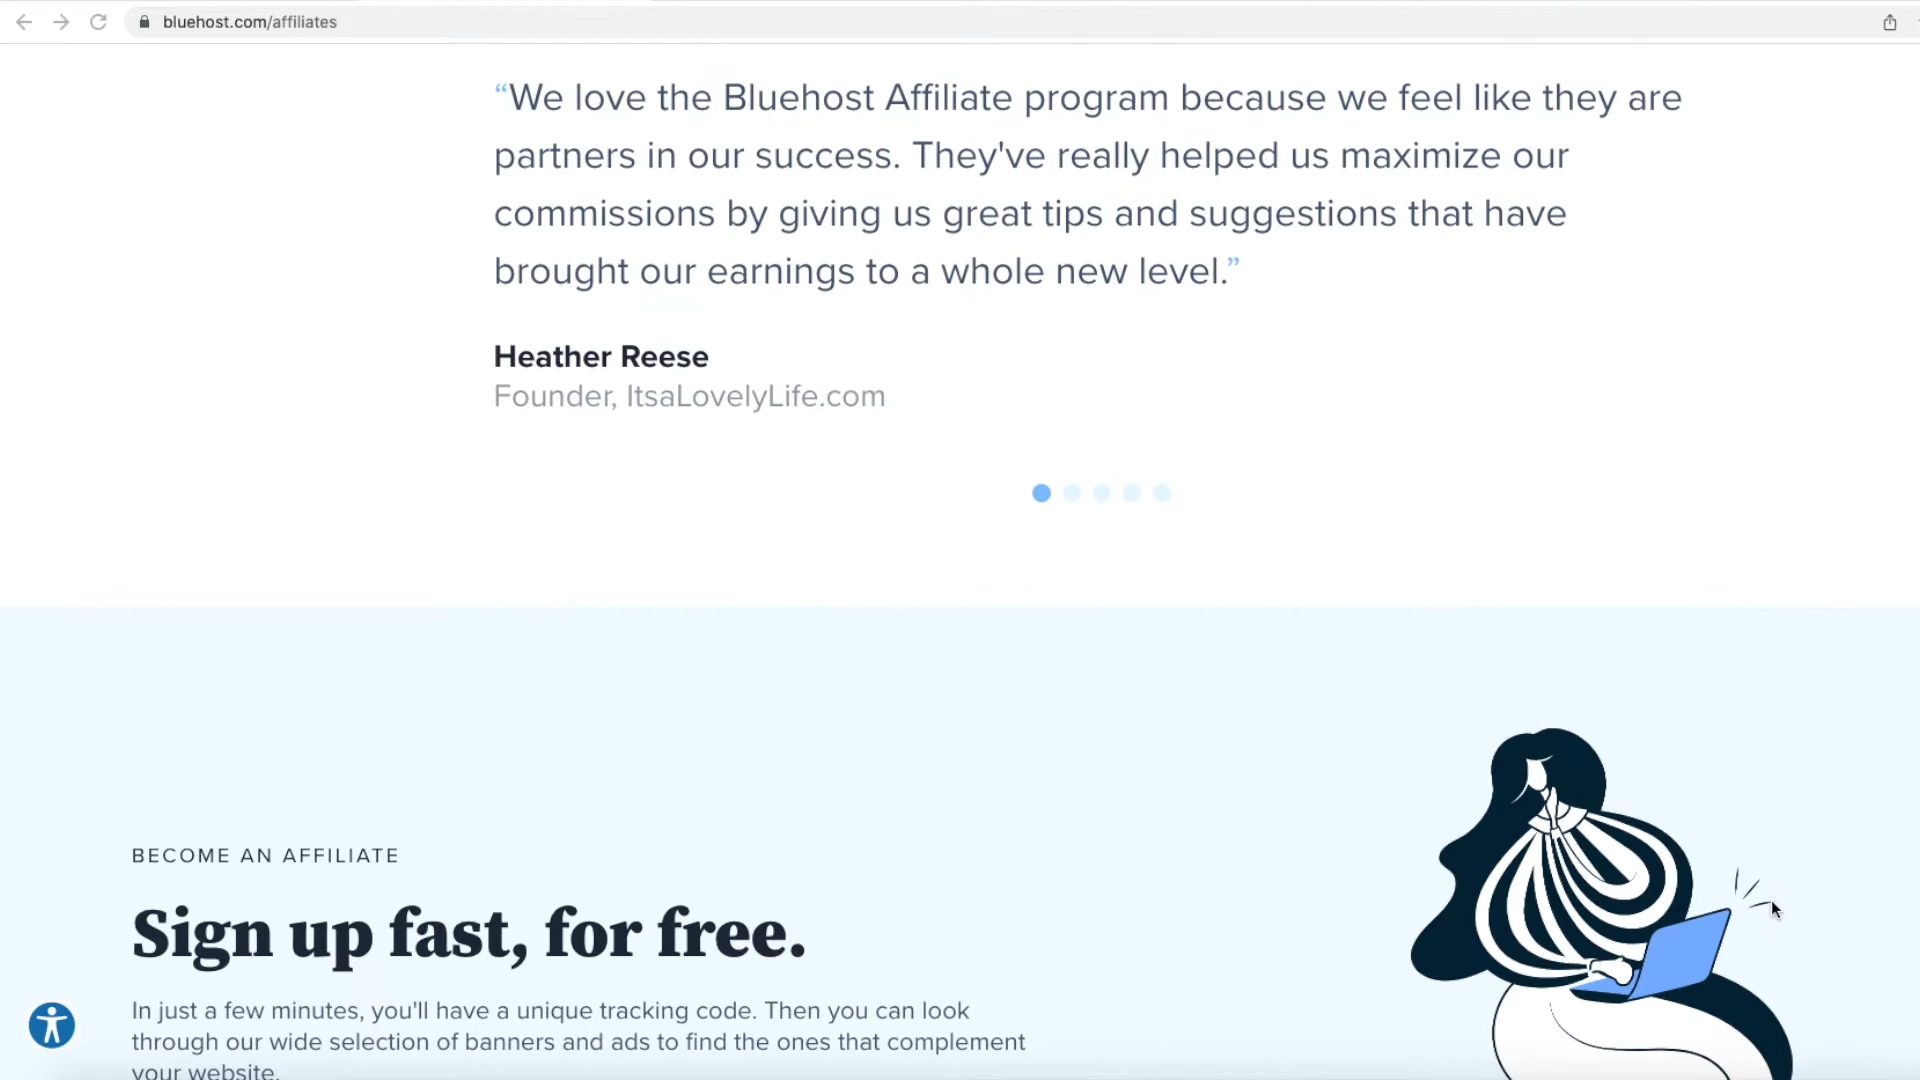 bluehost.com/affiliates
“We love the Bluehost Affiliate program because we feel like they are
partners in our success. They've really helped us maximize our
commissions by giving us great tips and suggestions that have
brought our earnings to a whole new level.”
Heather Reese
Founder, ItsaLovelyLife.com
BECOME AN AFFILIATE
Sign up fast, for free.
In just a few minutes, you'll have a unique tracking code. Then you can look
through our wide selection of banners and ads to find the ones that complement
your website.